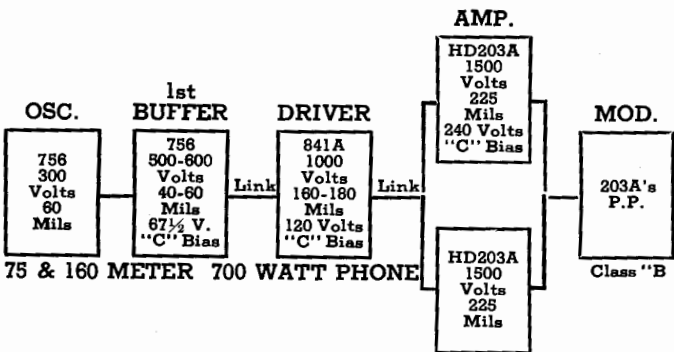 OSC.
756
300
Volts
60
Mils
1st
BUFFER
756
500-600
Volts
40-60
Mils
67½ V.
"C" Bias
Link
DRIVER
841A
1000
Volts
160-180
Mils
120 Volts
"C" Bias
Link
AMP.
HD203A
1500
Volts
225
Mils
240 Volts
"C" Bias
HD203A
1500
Volts
225
Mils
MOD.
203A's
P.P.
Class "B
75 & 160 METER 700 WATT PHONE